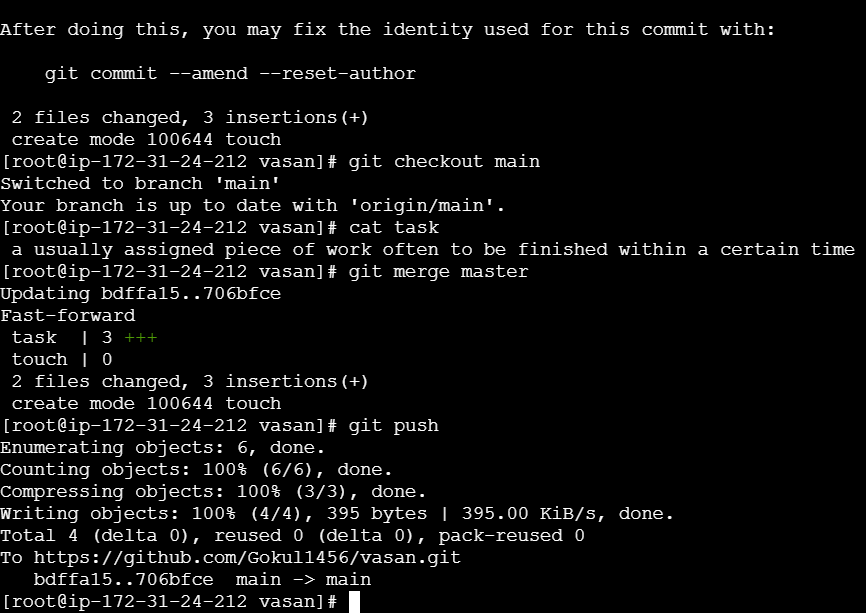 After doing this, you may fix the identity used for this commit with:
    git commit --amend --reset-author
 2 files changed, 3 insertions(+)
 create mode 100644 touch
[root@ip-172-31-24-212 vasan]# git checkout main
Switched to branch 'main'
Your branch is up to date with 'origin/main'.
[root@ip-172-31-24-212 vasan]# cat task
 a usually assigned piece of work often to be finished within a certain time
[root@ip-172-31-24-212 vasan]# git merge master
Updating bdffa15..706bfce
Fast-forward
 task  | 3 +++
 touch | 0
 2 files changed, 3 insertions(+)
 create mode 100644 touch
[root@ip-172-31-24-212 vasan]# git push
Enumerating objects: 6, done.
Counting objects: 100% (6/6), done.
Compressing objects: 100% (3/3), done.
Writing objects: 100% (4/4), 395 bytes | 395.00 KiB/s, done.
Total 4 (delta 0), reused 0 (delta 0), pack-reused 0
To https://github.com/Gokul1456/vasan.git
   bdffa15..706bfce  main -> main
[root@ip-172-31-24-212 vasan]#